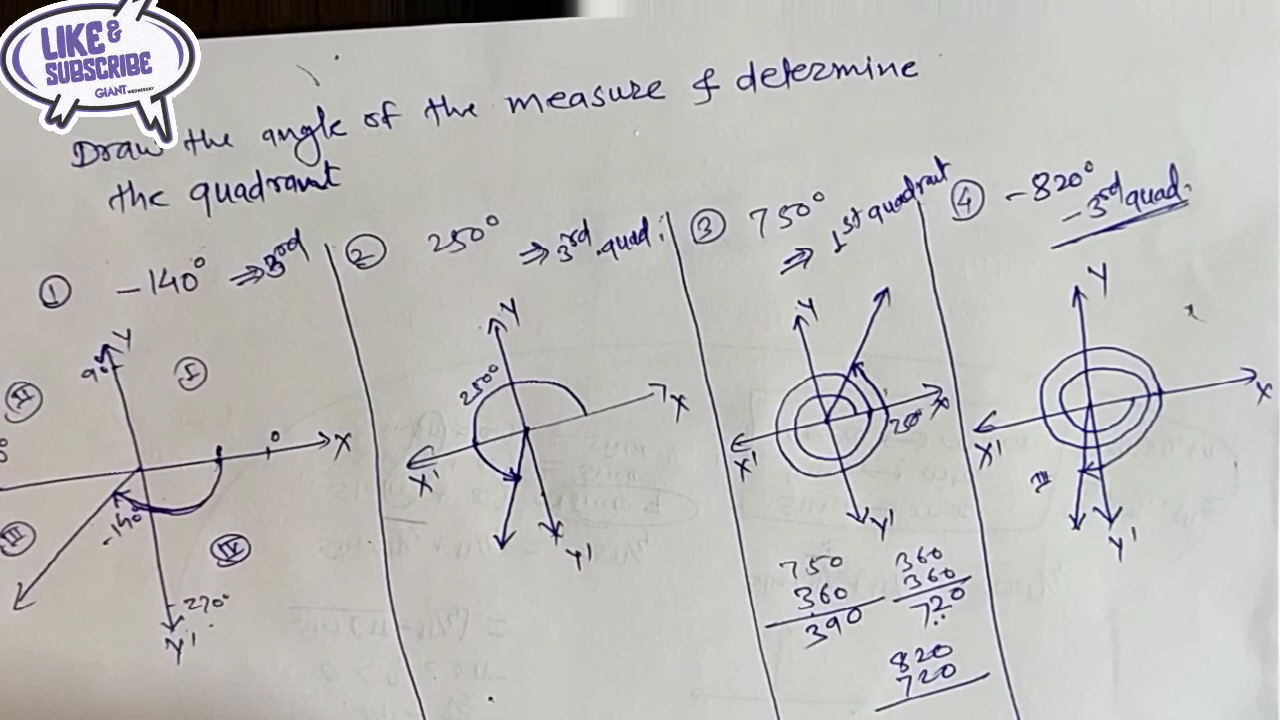 LIKE &
SUBSCRIBE
GIANT WEDNESDAY
Draw the angle of the measure & determine
the quadrant
① -140° ⇒ 3rd
② 250° ⇒ 3rd quad.
③ 750°
⇒ 1st quadrant
④ -820°
- 3rd quad.
Y
90°
I
II
0
X
III
-140°
IV
270°
Y'
Y
250°
X
X'
Y'
Y
X
X'
Y'
750
360
390
360
360
720
820
720
Y
X
X'
III
Y'